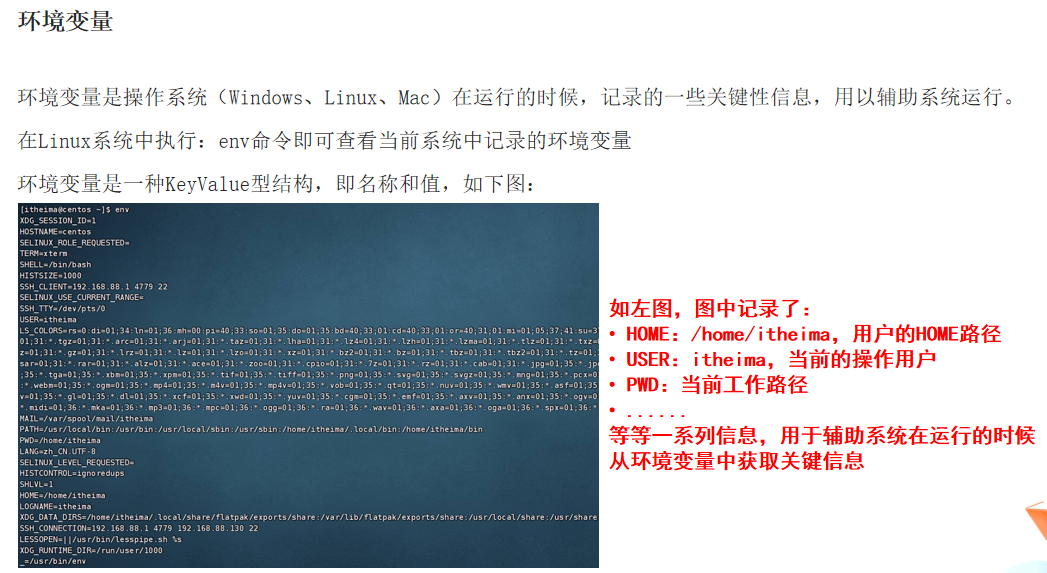 环境变量
环境变量是操作系统（Windows、Linux、Mac）在运行的时候，记录的一些关键性信息，用以辅助系统运行。
在Linux系统中执行：env命令即可查看当前系统中记录的环境变量
环境变量是一种KeyValue型结构，即名称和值，如下图：
[itheima@centos ~]$ env
XDG_SESSION_ID=1
HOSTNAME=centos
SELINUX_ROLE_REQUESTED=
TERM=xterm
SHELL=/bin/bash
HISTSIZE=1000
SSH_CLIENT=192.168.88.1 4779 22
SELINUX_USE_CURRENT_RANGE=
SSH_TTY=/dev/pts/0
USER=itheima
LS_COLORS=rs=0:di=01;34:ln=01;36:mh=00:pi=40;33:so=01;35:do=01;35:bd=40;33;01:cd=40;33;01:or=40;31;01:mi=01;05;37;41:su=37
01;31:*.tgz=01;31:*.arc=01;31:*.arj=01;31:*.taz=01;31:*.lha=01;31:*.lz4=01;31:*.lzh=01;31:*.lzma=01;31:*.tlz=01;31:*.txz=0
z=01;31:*.gz=01;31:*.lrz=01;31:*.lz=01;31:*.lzo=01;31:*.xz=01;31:*.bz2=01;31:*.bz=01;31:*.tbz=01;31:*.tbz2=01;31:*.tz=01;
sar=01;31:*.rar=01;31:*.alz=01;31:*.ace=01;31:*.zoo=01;31:*.cpio=01;31:*.7z=01;31:*.rz=01;31:*.cab=01;31:*.jpg=01;35:*.jp
;35:*.tga=01;35:*.xbm=01;35:*.xpm=01;35:*.tif=01;35:*.tiff=01;35:*.png=01;35:*.svg=01;35:*.svgz=01;35:*.mng=01;35:*.pcx=0
:*.webm=01;35:*.ogm=01;35:*.mp4=01;35:*.m4v=01;35:*.mp4v=01;35:*.vob=01;35:*.qt=01;35:*.nuv=01;35:*.wmv=01;35:*.asf=01;35
v=01;35:*.gl=01;35:*.dl=01;35:*.xcf=01;35:*.xwd=01;35:*.yuv=01;35:*.cgm=01;35:*.emf=01;35:*.axv=01;35:*.anx=01;35:*.ogv=0
*.midi=01;36:*.mka=01;36:*.mp3=01;36:*.mpc=01;36:*.ogg=01;36:*.ra=01;36:*.wav=01;36:*.axa=01;36:*.oga=01;36:*.spx=01;36:*
MAIL=/var/spool/mail/itheima
PATH=/usr/local/bin:/usr/bin:/usr/local/sbin:/usr/sbin:/home/itheima/.local/bin:/home/itheima/bin
PWD=/home/itheima
LANG=zh_CN.UTF-8
SELINUX_LEVEL_REQUESTED=
HISTCONTROL=ignoredups
SHLVL=1
HOME=/home/itheima
LOGNAME=itheima
XDG_DATA_DIRS=/home/itheima/.local/share/flatpak/exports/share:/var/lib/flatpak/exports/share:/usr/local/share:/usr/share
SSH_CONNECTION=192.168.88.1 4779 192.168.88.130 22
LESSOPEN=||/usr/bin/lesspipe.sh %s
XDG_RUNTIME_DIR=/run/user/1000
_=/usr/bin/env
如左图，图中记录了：
• HOME：/home/itheima，用户的HOME路径
• USER：itheima，当前的操作用户
• PWD：当前工作路径
• ......
等等一系列信息，用于辅助系统在运行的时候
从环境变量中获取关键信息